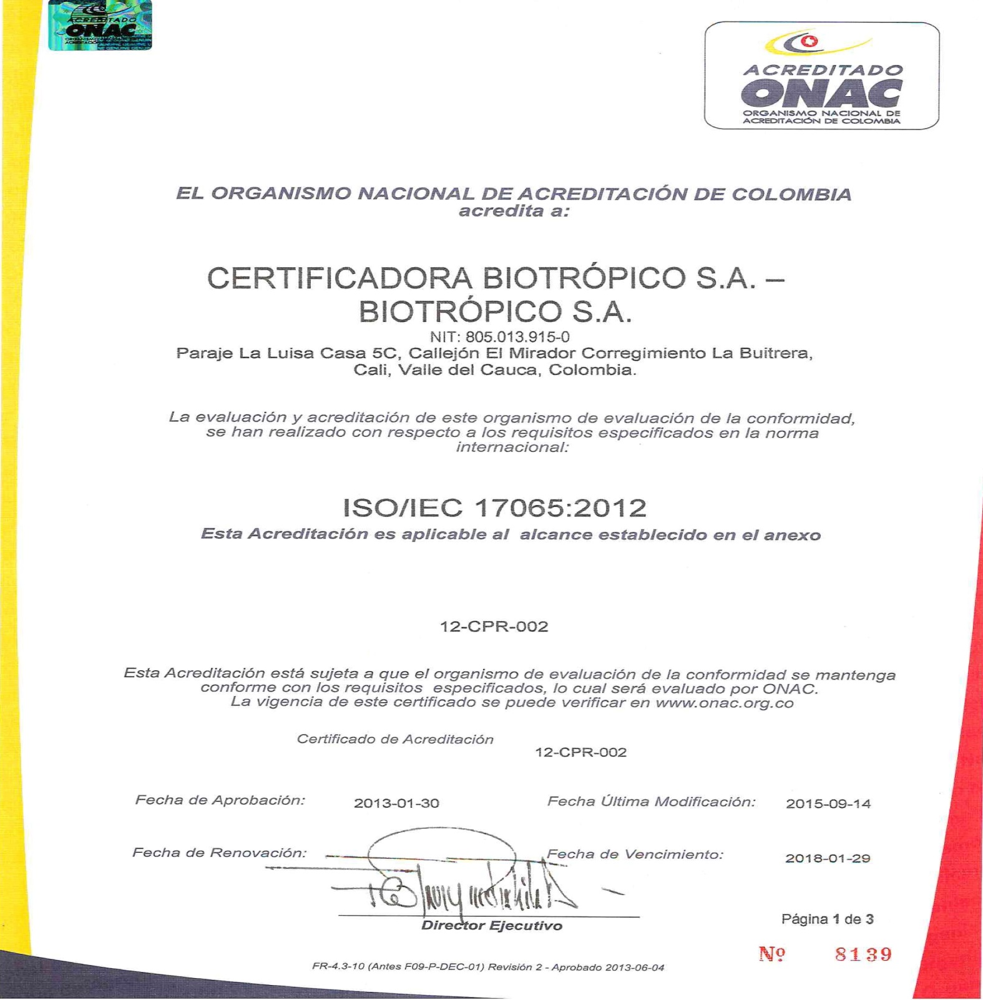 ACREDITADO
ONAC
ACREDITADO
ONAC
ORGANISMO NACIONAL DE
ACREDITACIÓN DE COLOMBIA
EL ORGANISMO NACIONAL DE ACREDITACIÓN DE COLOMBIA
acredita a:
CERTIFICADORA BIOTRÓPICO S.A. –
BIOTRÓPICO S.A.
NIT: 805.013.915-0
Paraje La Luisa Casa 5C, Callejón El Mirador Corregimiento La Buitrera,
Cali, Valle del Cauca, Colombia.
La evaluación y acreditación de este organismo de evaluación de la conformidad,
se han realizado con respecto a los requisitos especificados en la norma
internacional:
ISO/IEC 17065:2012
Esta Acreditación es aplicable al alcance establecido en el anexo
12-CPR-002
Esta Acreditación está sujeta a que el organismo de evaluación de la conformidad se mantenga
conforme con los requisitos especificados, lo cual será evaluado por ONAC.
La vigencia de este certificado se puede verificar en www.onac.org.co
Certificado de Acreditación
12-CPR-002
Fecha de Aprobación: 2013-01-30 Fecha Última Modificación: 2015-09-14
Fecha de Renovación: Fecha de Vencimiento: 2018-01-29
Director Ejecutivo
Página 1 de 3
Nº 8139
FR-4.3-10 (Antes F09-P-DEC-01) Revisión 2 - Aprobado 2013-06-04